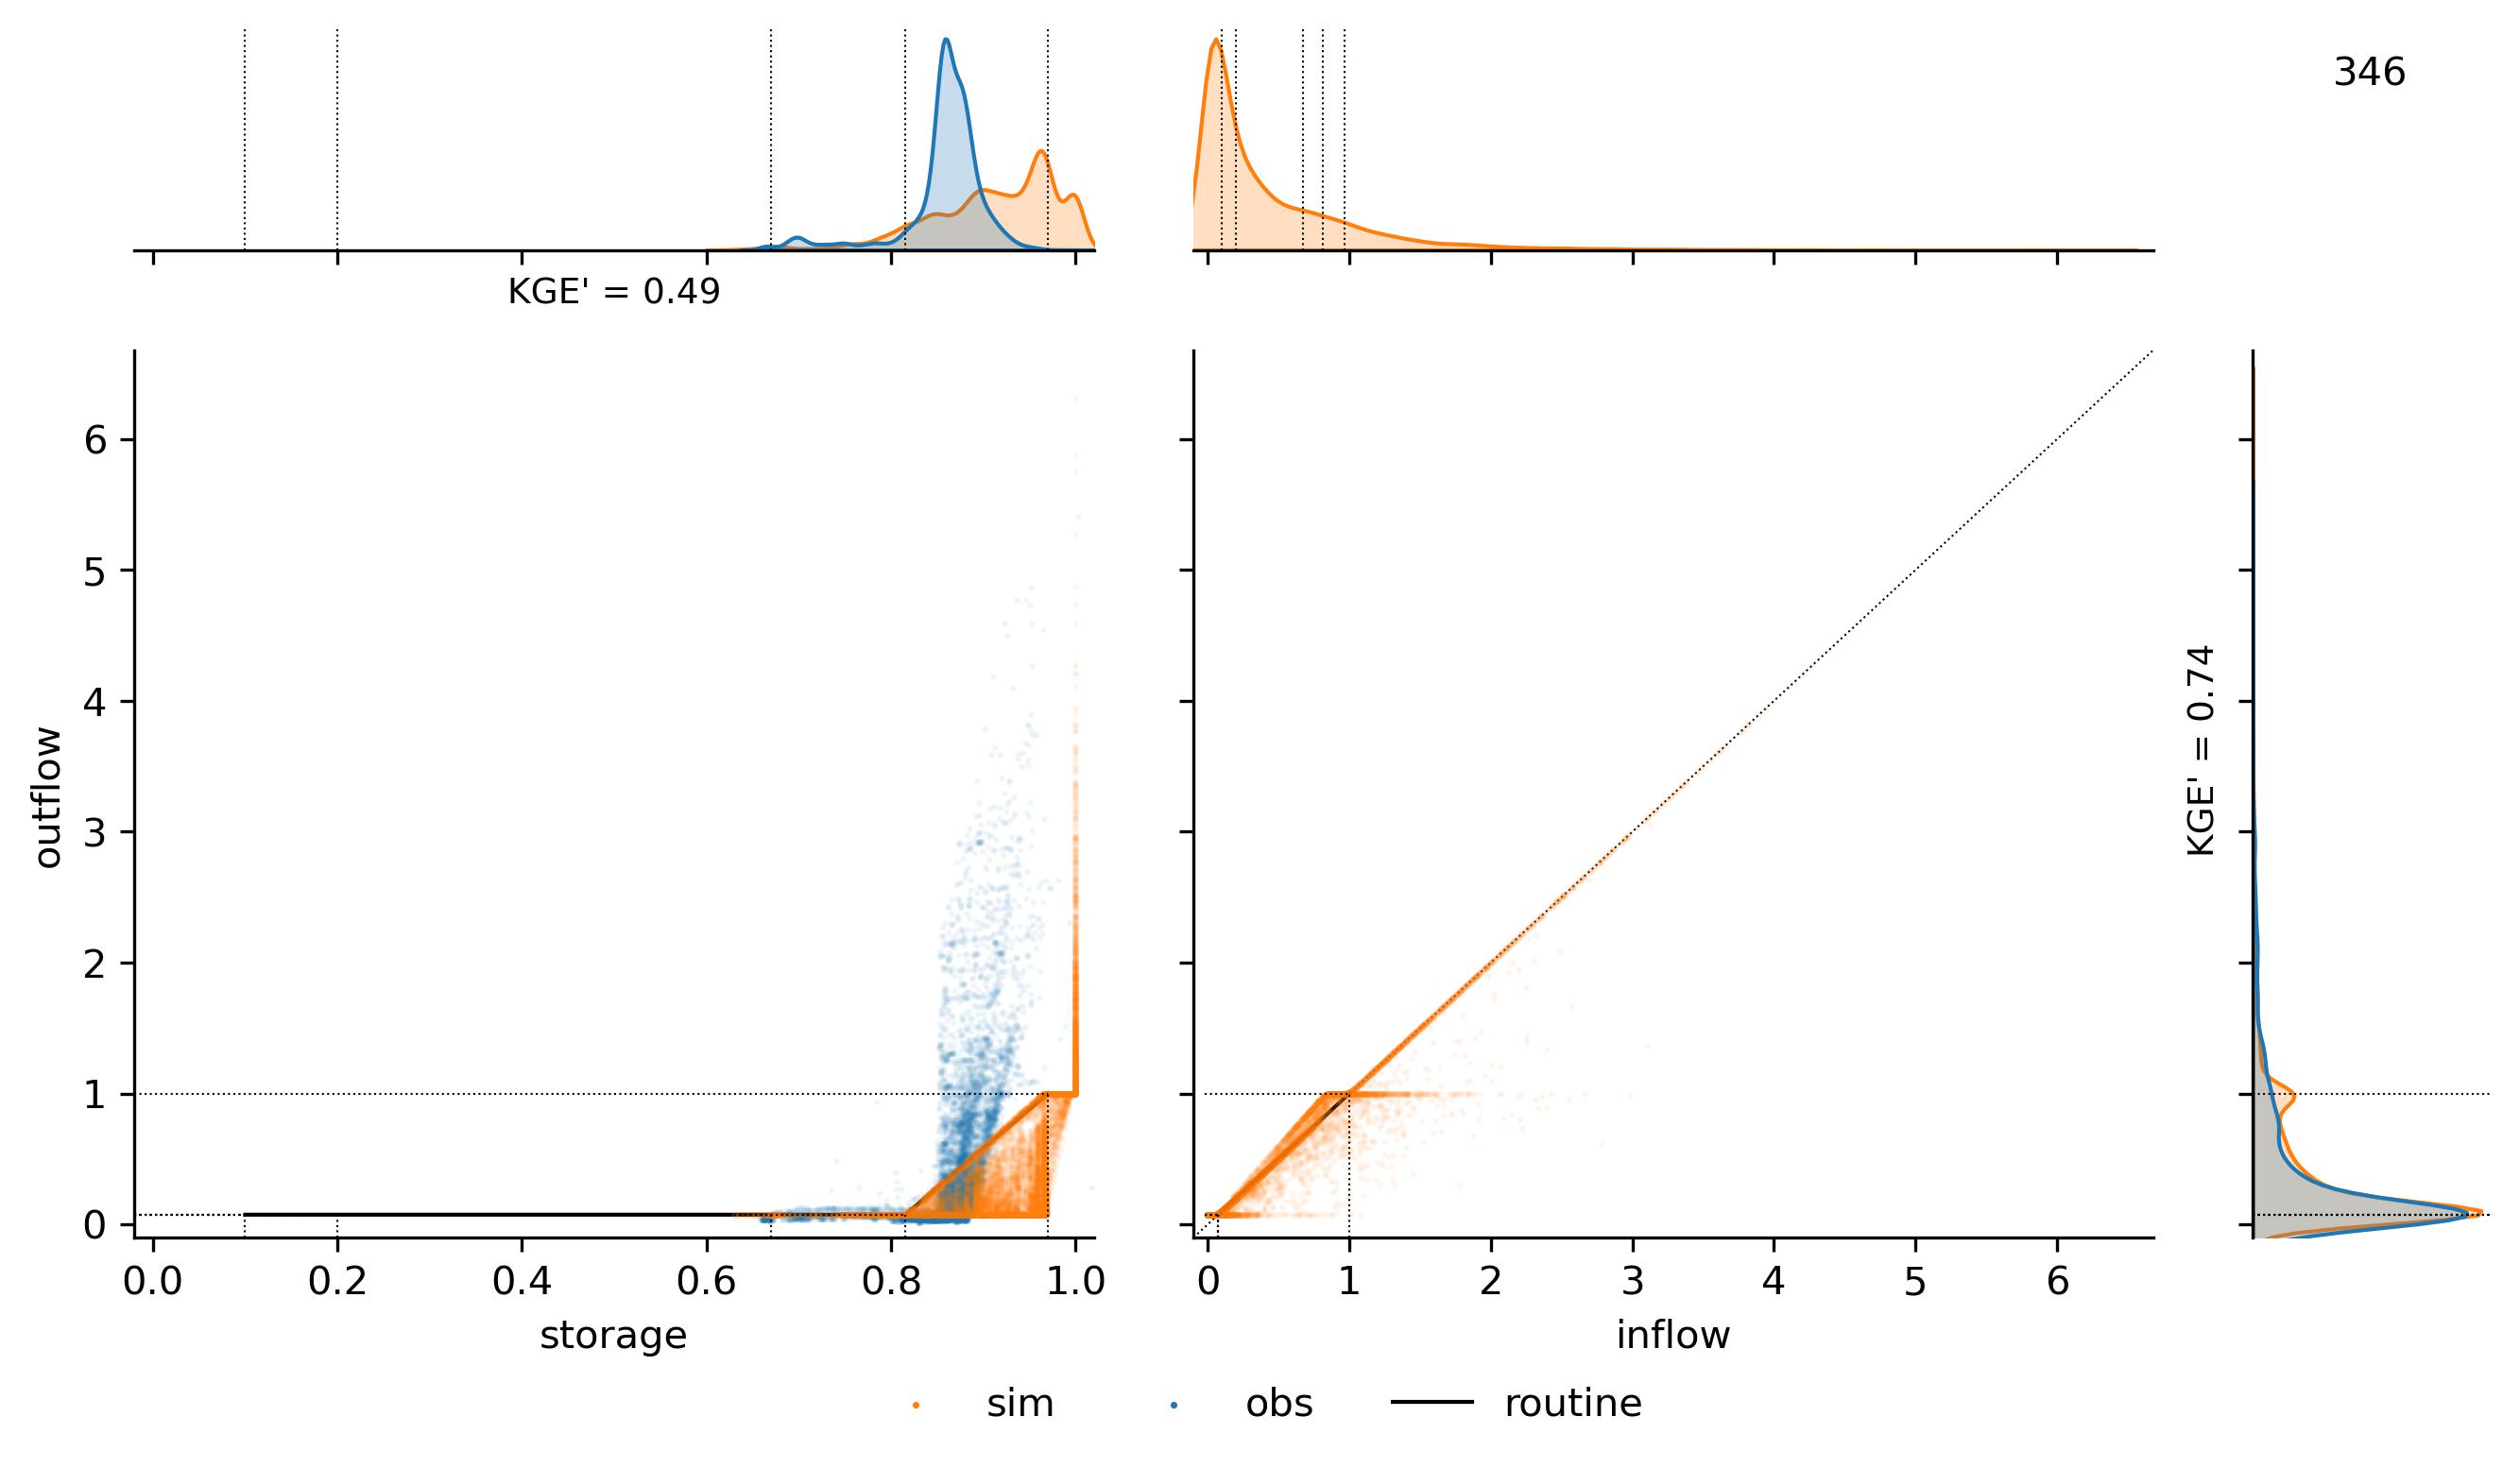 346
KGE' = 0.49
6
5
4
3
2
1
0
outflow
KGE' = 0.74
0.0 0.2 0.4 0.6 0.8 1.0
0 1 2 3 4 5 6
storage
inflow
sim obs routine